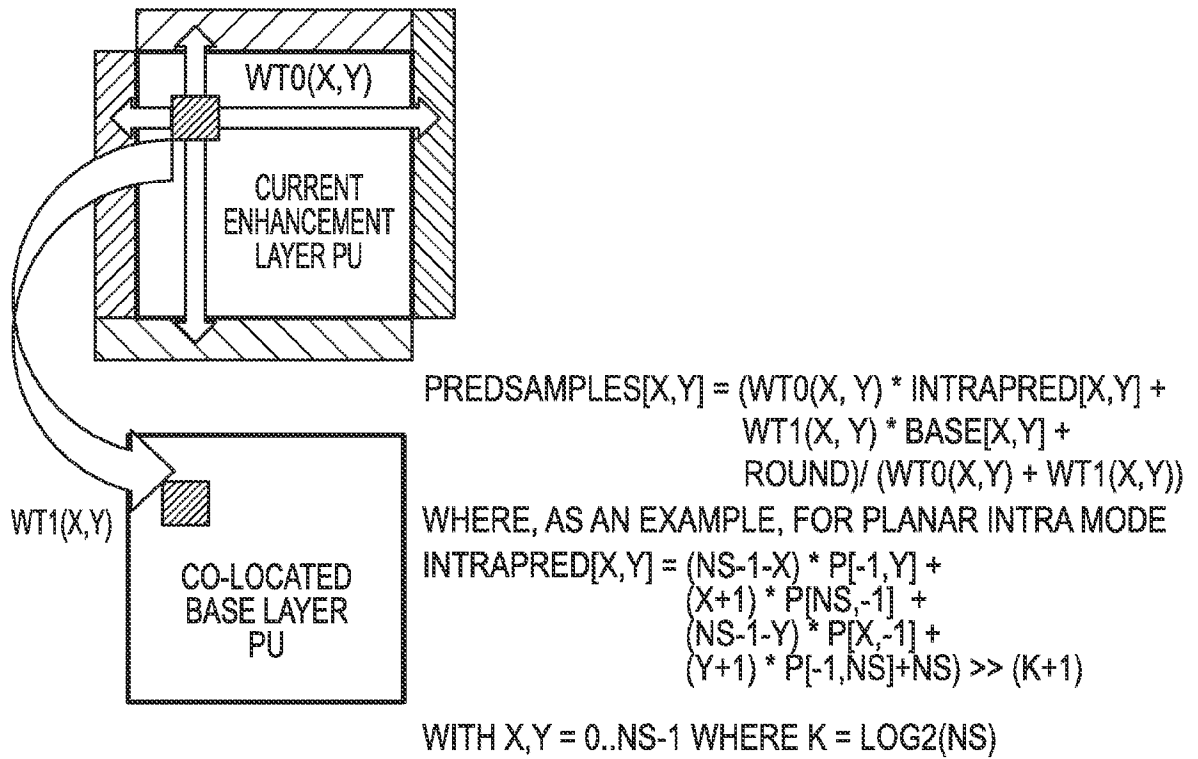 WT0(X,Y)
CURRENT
ENHANCEMENT
LAYER PU
PREDSAMPLES[X,Y] = (WT0(X, Y) * INTRAPRED[X,Y] +
WT1(X, Y) * BASE[X,Y] +
ROUND)/ (WT0(X,Y) + WT1(X,Y))
WT1(X,Y)
CO-LOCATED
BASE LAYER
PU
WHERE, AS AN EXAMPLE, FOR PLANAR INTRA MODE
INTRAPRED[X,Y] = (NS-1-X) * P[-1,Y] +
(X+1) * P[NS,-1] +
(NS-1-Y) * P[X,-1] +
(Y+1) * P[-1,NS]+NS) >> (K+1)
WITH X,Y = 0..NS-1 WHERE K = LOG2(NS)